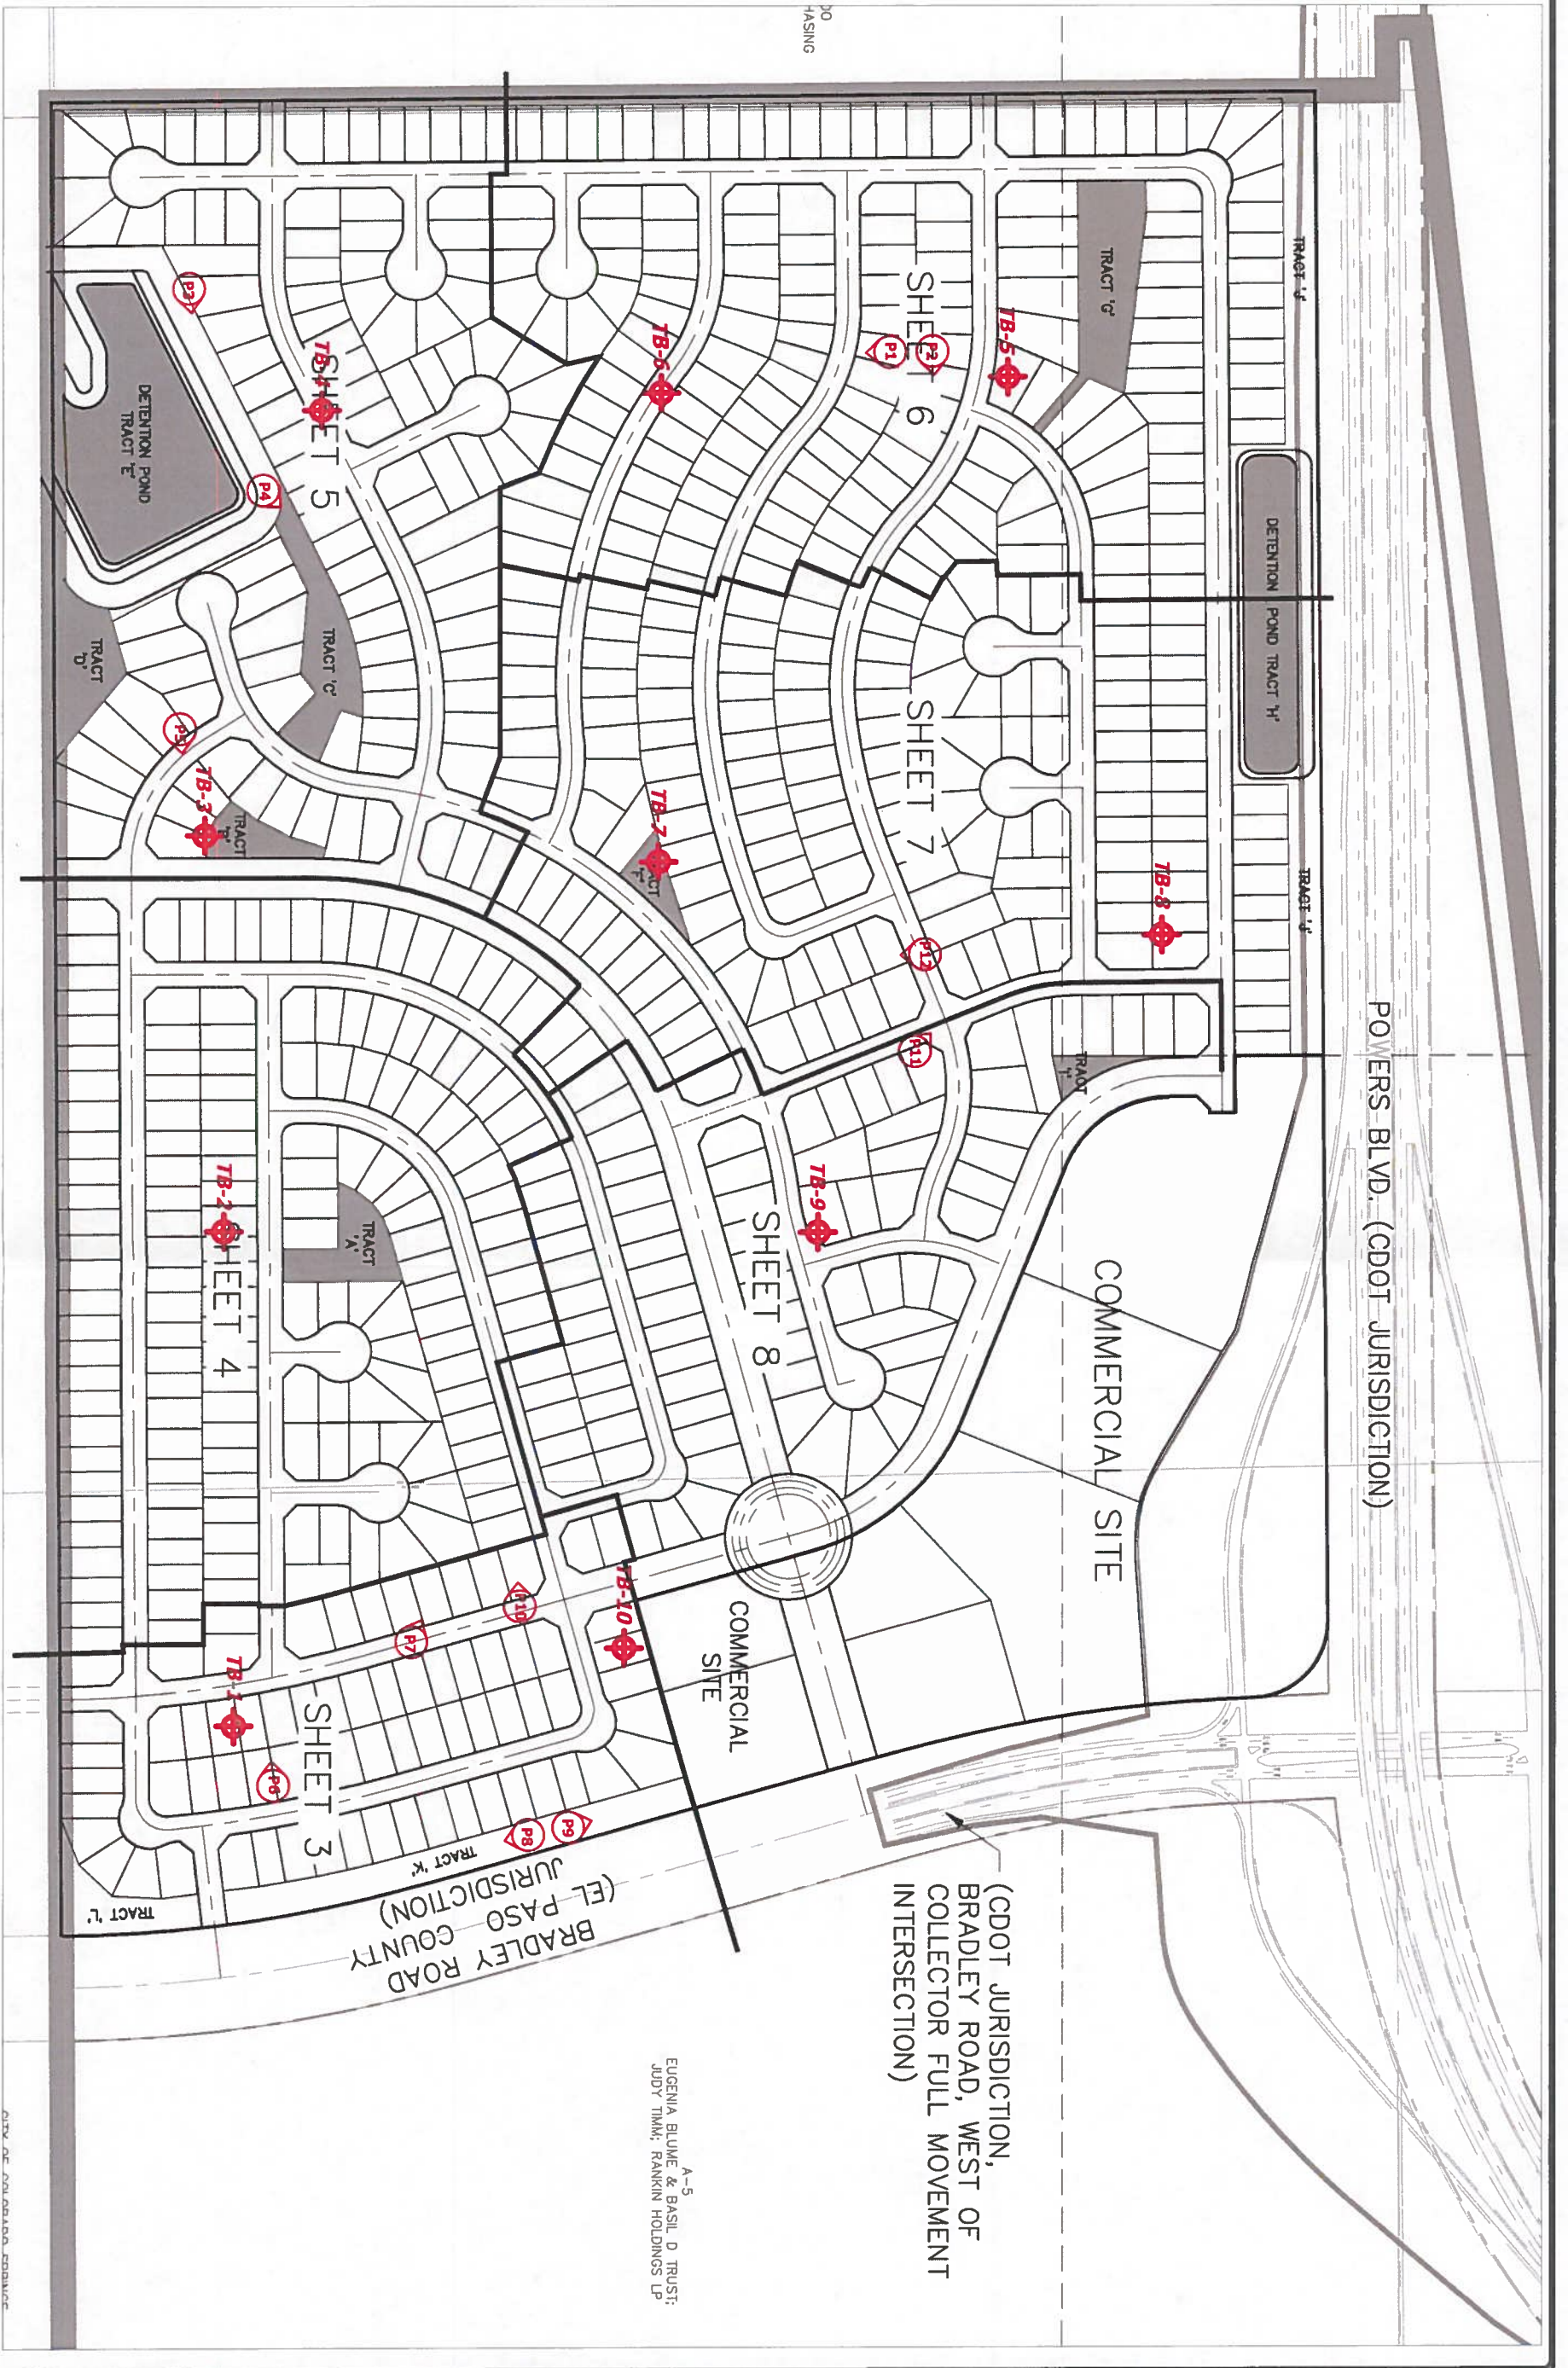 POWERS BLVD. (CDOT JURISDICTION)
TRACT 'J'
TRACT 'J'
DETENTION POND TRACT 'H'
TRACT 'G'
TB-5
TB-8
SHEET 6
P1
P2
SHEET 7
P12
P11
TRACT 'I'
COMMERCIAL SITE
TB-6
TB-7
TRACT 'F'
TB-9
SHEET 8
COMMERCIAL
SITE
(CDOT JURISDICTION,
BRADLEY ROAD, WEST OF
COLLECTOR FULL MOVEMENT
INTERSECTION)
SHEET 5
P3
P4
DETENTION POND
TRACT 'E'
TRACT 'C'
TRACT
'D'
P5
TB-3
TRACT
TRACT
'A'
TB-2
SHEET 4
TB-10
P10
P7
TB-1
P6
SHEET 3
P8
P9
TRACT 'K'
TRACT 'L'
BRADLEY ROAD
(EL PASO COUNTY
JURISDICTION)
A-5
EUGENIA BLUME & BASIL D TRUST;
JUDY TIMM; RANKIN HOLDINGS LP